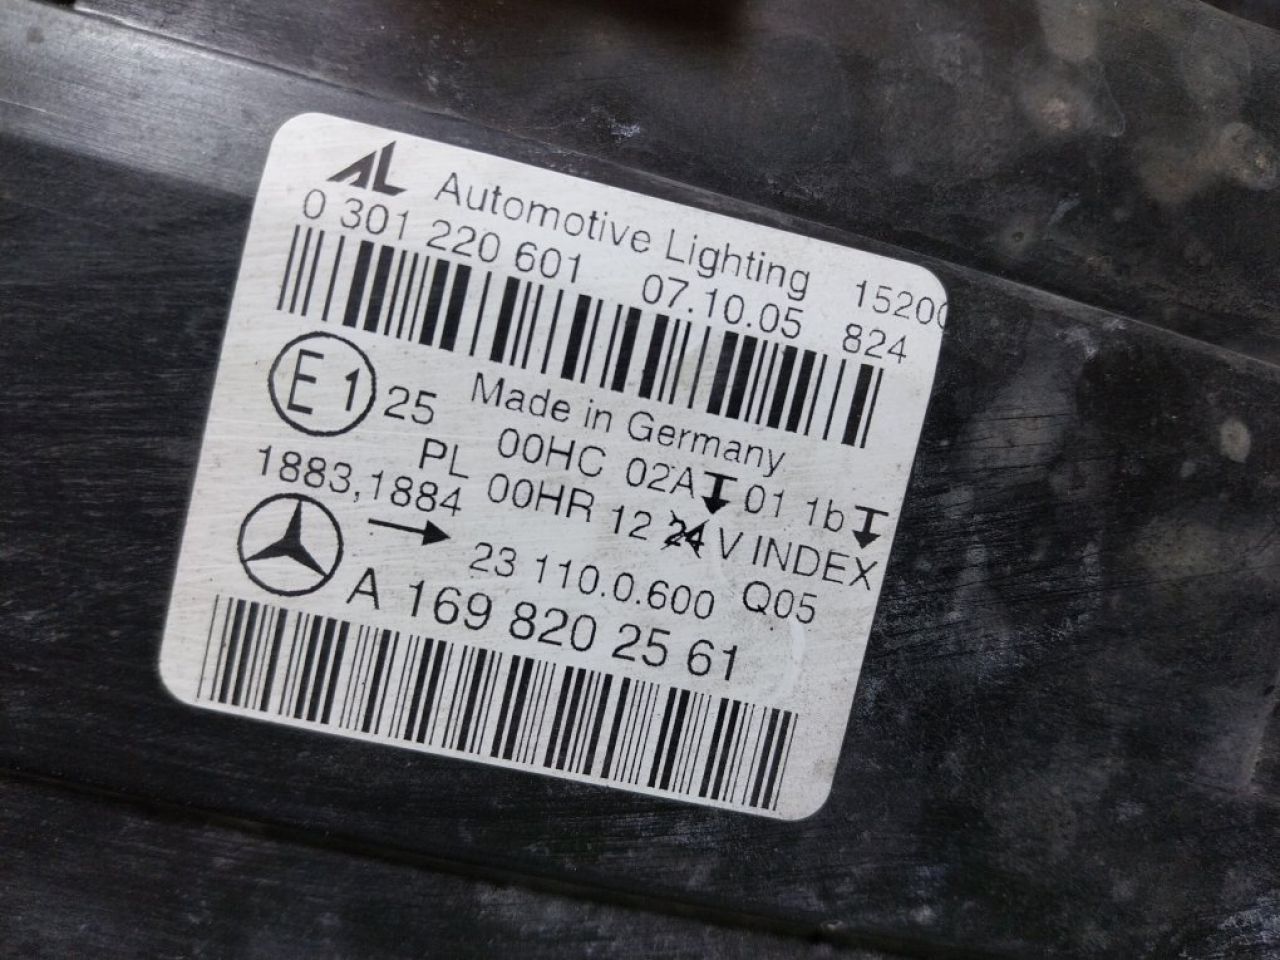 AL Automotive Lighting
0 301 220 601 07.10.05 824
E1 25 Made in Germany
PL 00HC 02A 01 1b
1883,1884 00HR 12 24 V INDEX
23 110.0.600 Q05
A 169 820 25 61